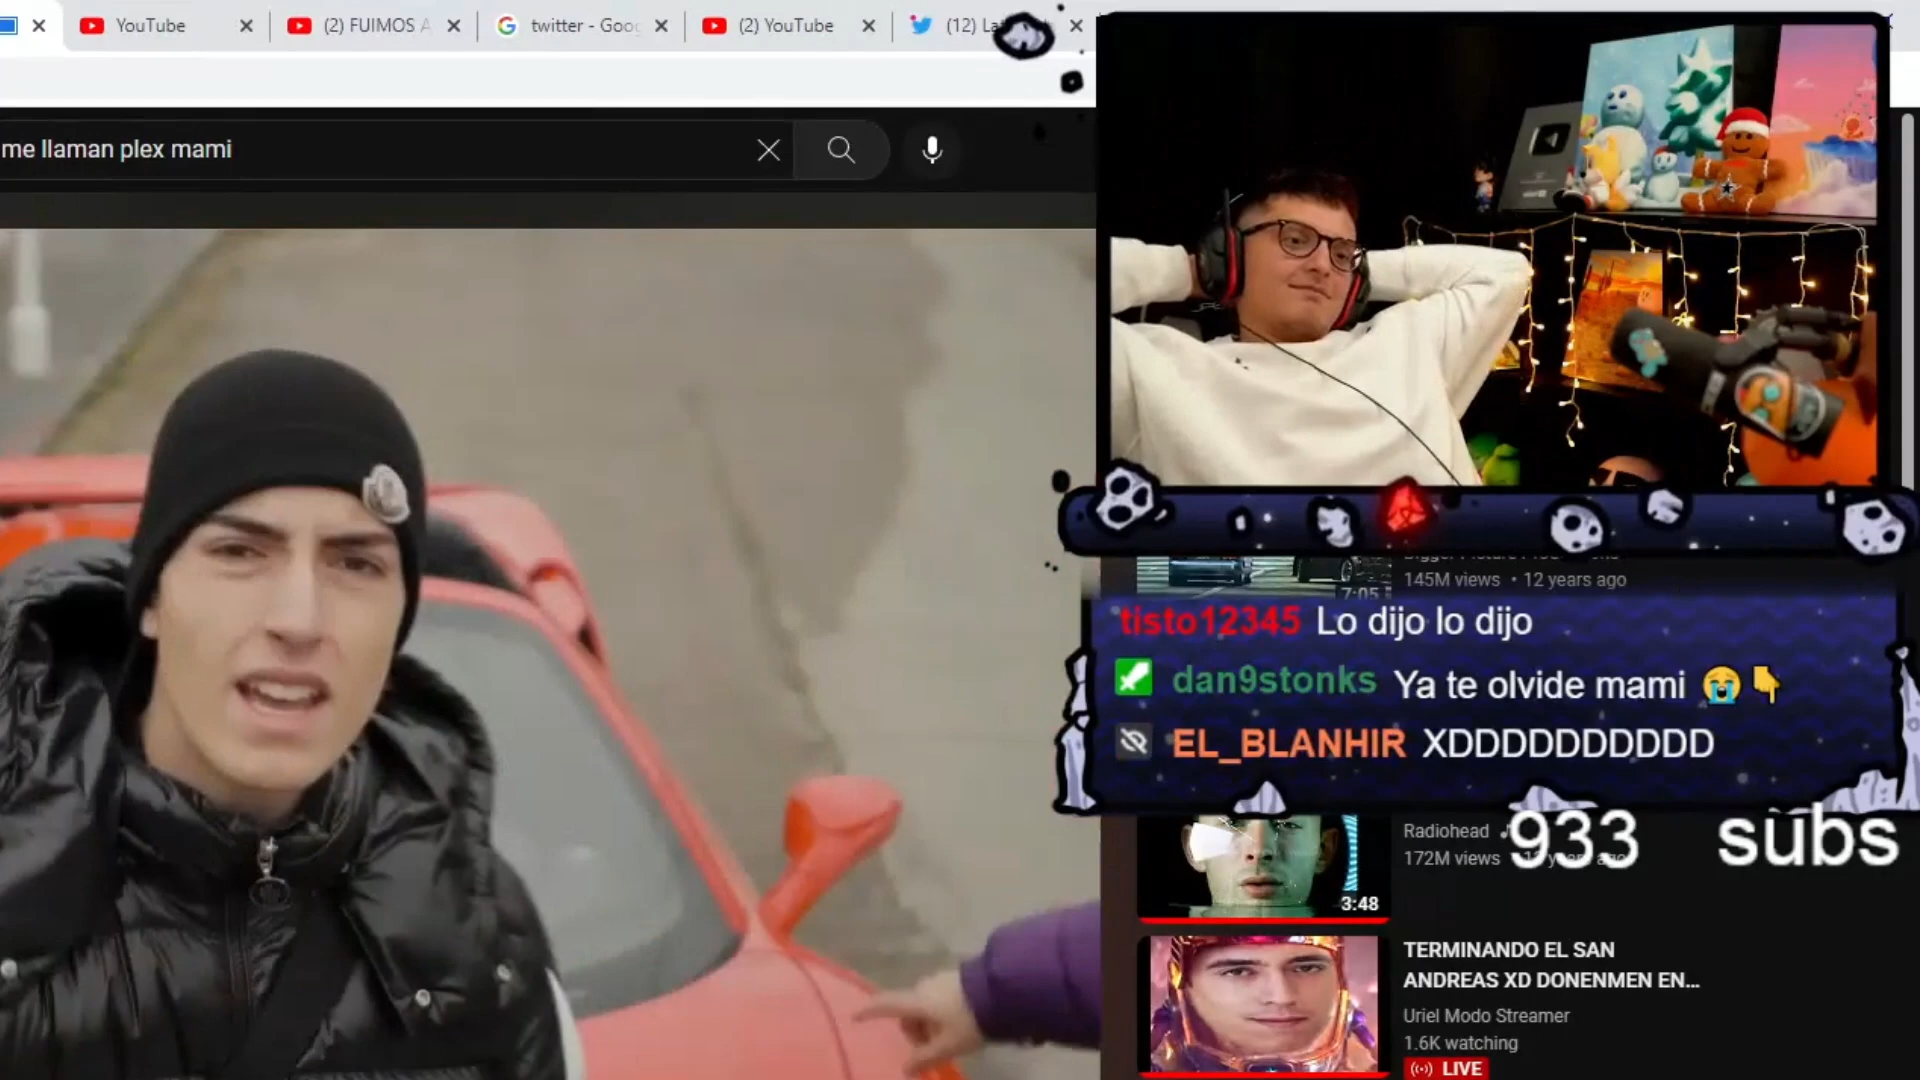 YouTube
(2) FUIMOS A
twitter - Goog
(2) YouTube
(12) La
me llaman plex mami
145M views • 12 years ago
7:05
tisto12345 Lo dijo lo dijo
dan9stonks Ya te olvide mami 😭👇
EL_BLANHIR XDDDDDDDDDD
933 subs
Radiohead
172M views
3:48
TERMINANDO EL SAN
ANDREAS XD DONENMEN EN...
Uriel Modo Streamer
1.6K watching
LIVE